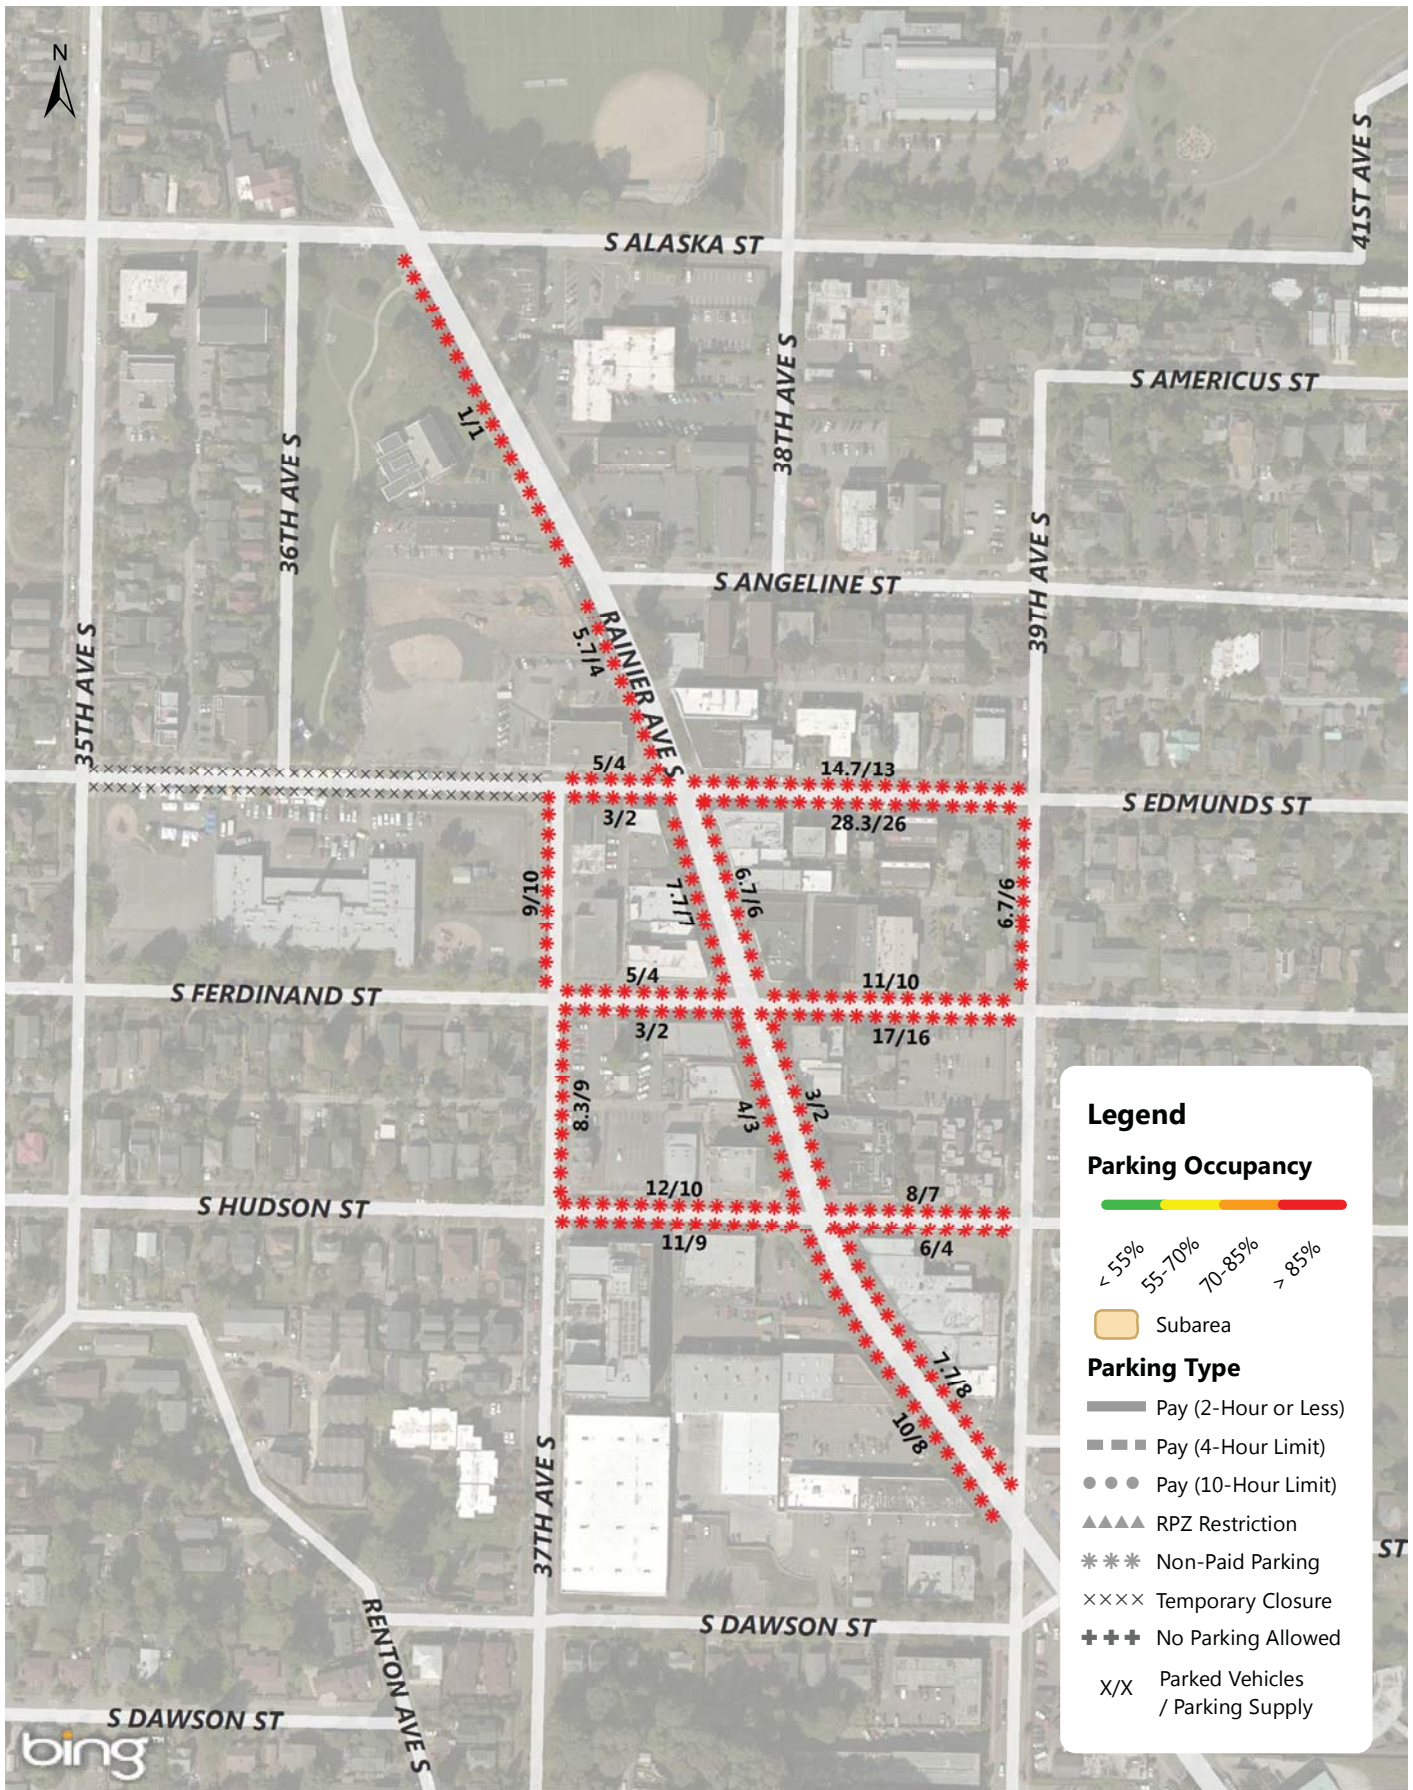 N
S ALASKA ST
41ST AVE S
S AMERICUS ST
38TH AVE S
1/1
36TH AVE S
39TH AVE S
S ANGELINE ST
RAINIER AVE S
5.7/4
35TH AVE S
5/4
14.7/13
S EDMUNDS ST
3/2
28.3/26
9/10
7.7/7
6.7/6
6.7/6
5/4
11/10
S FERDINAND ST
3/2
17/16
8.3/9
4/3
3/2
12/10
8/7
S HUDSON ST
11/9
6/4
7.7/8
10/8
37TH AVE S
ST
S DAWSON ST
RENTON AVE S
S DAWSON ST
bing
Legend
Parking Occupancy
< 55%
55-70%
70-85%
> 85%
Subarea
Parking Type
Pay (2-Hour or Less)
Pay (4-Hour Limit)
Pay (10-Hour Limit)
RPZ Restriction
Non-Paid Parking
Temporary Closure
No Parking Allowed
X/X Parked Vehicles
/ Parking Supply